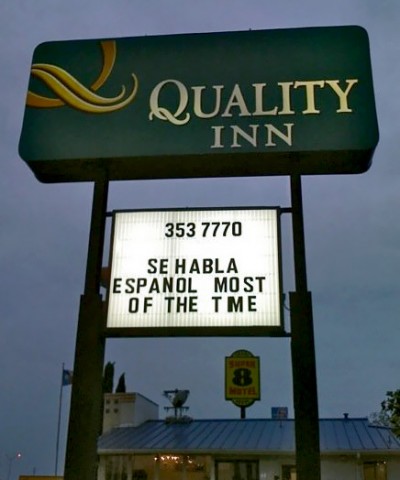 QUALITY
INN
353 7770
SE HABLA
ESPANOL MOST
OF THE TME
SUPER
8
MOTEL